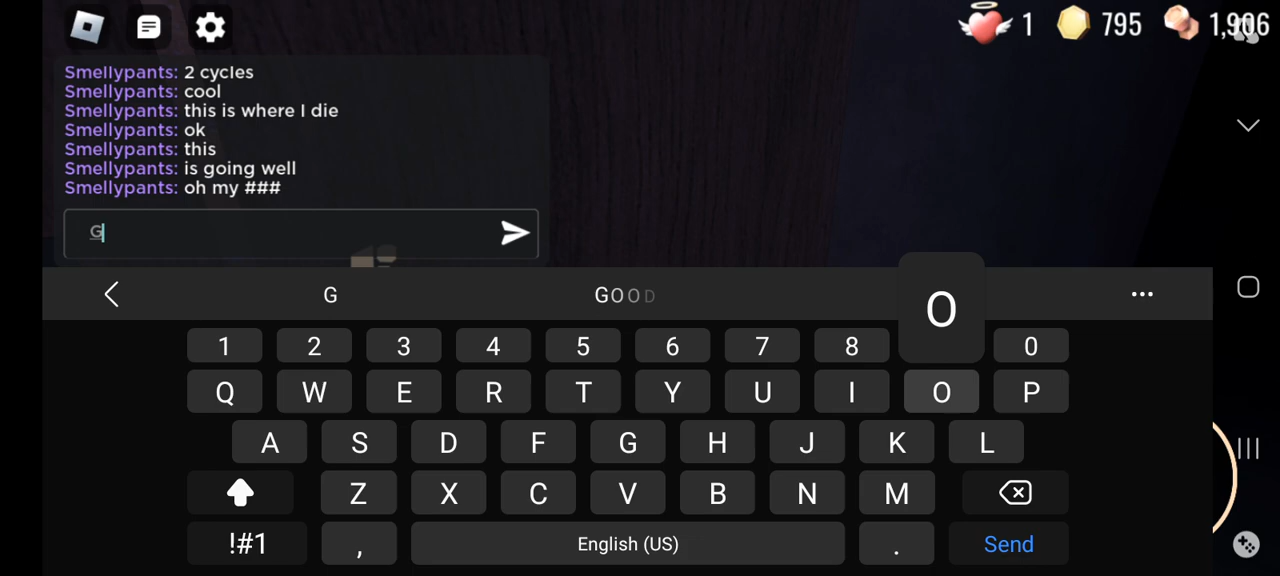 1 795 1,906
Smellypants: 2 cycles
Smellypants: cool
Smellypants: this is where I die
Smellypants: ok
Smellypants: this
Smellypants: is going well
Smellypants: oh my ###
G
G GOOD O
1 2 3 4 5 6 7 8 0
Q W E R T Y U I O P
A S D F G H J K L
Z X C V B N M
!#1 , English (US) . Send